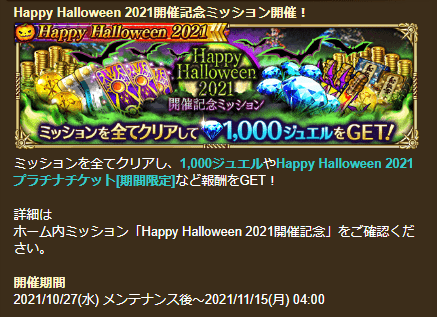 Happy Halloween 2021開催記念ミッション開催！
Happy Halloween 2021
Happy
Halloween
2021
開催記念ミッション
ミッションを全てクリアして1,000ジュエルをGET!
ミッションを全てクリアし、1,000ジュエルやHappy Halloween 2021
プラチナチケット[期間限定]など報酬をGET！
詳細は
ホーム内ミッション「Happy Halloween 2021開催記念」をご確認くだ
さい。
開催期間
2021/10/27(水) メンテナンス後～2021/11/15(月) 04:00